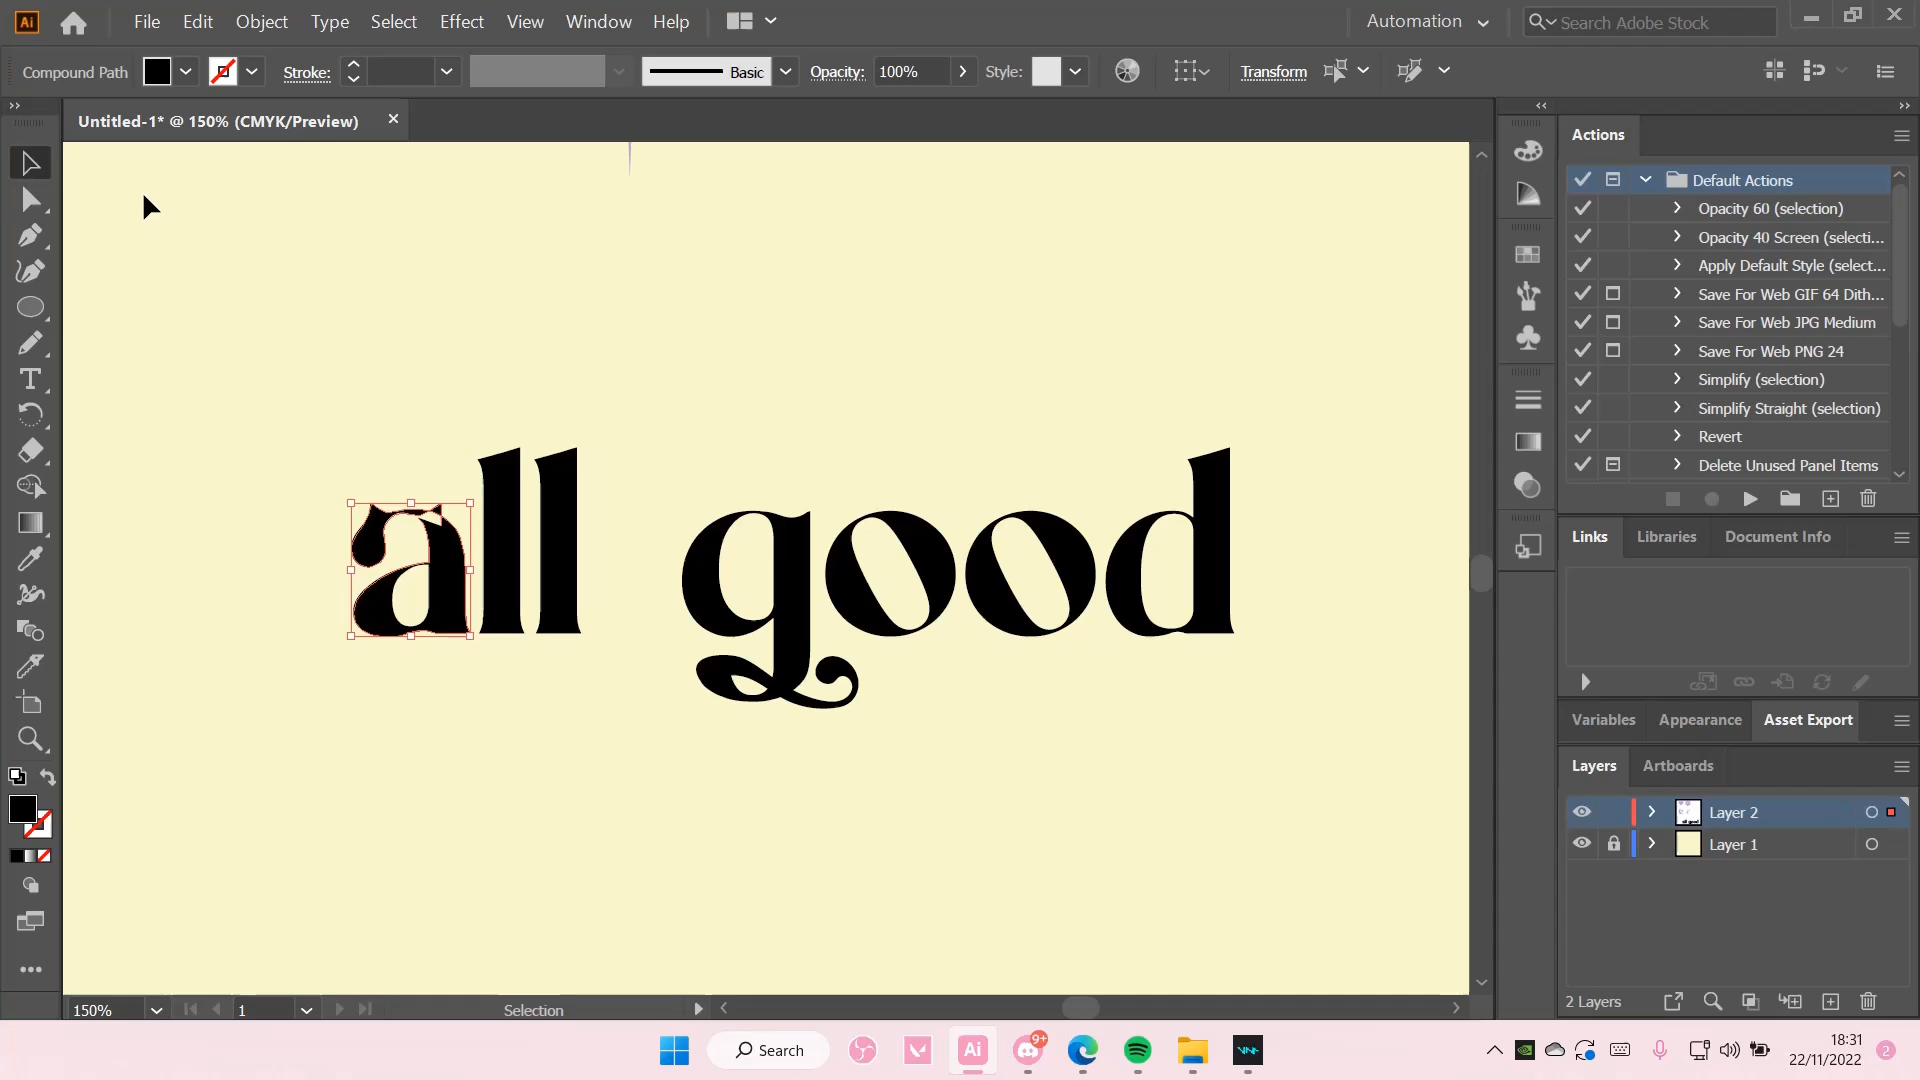 Ai File Edit Object Type Select Effect View Window Help Automation Search Adobe Stock
Compound Path Stroke: Basic Opacity: 100% Style: Transform
Untitled-1* @ 150% (CMYK/Preview)
all good
150% 1 Selection
Actions
Default Actions
Opacity 60 (selection)
Opacity 40 Screen (selecti...
Apply Default Style (select...
Save For Web GIF 64 Dith...
Save For Web JPG Medium
Save For Web PNG 24
Simplify (selection)
Simplify Straight (selection)
Revert
Delete Unused Panel Items
Links Libraries Document Info
Variables Appearance Asset Export
Layers Artboards
Layer 2
Layer 1
2 Layers
Search Ai 9+ 18:31
22/11/2022 2